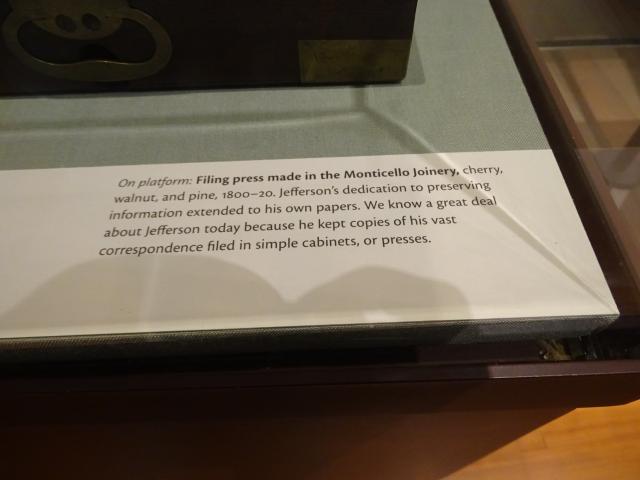 On platform: Filing press made in the Monticello Joinery, cherry,
walnut, and pine, 1800–20. Jefferson's dedication to preserving
information extended to his own papers. We know a great deal
about Jefferson today because he kept copies of his vast
correspondence filed in simple cabinets, or presses.